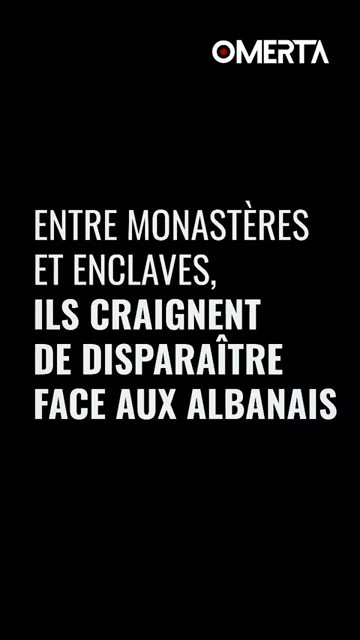 OMERTA
ENTRE MONASTÈRES
ET ENCLAVES,
ILS CRAIGNENT
DE DISPARAÎTRE
FACE AUX ALBANAIS